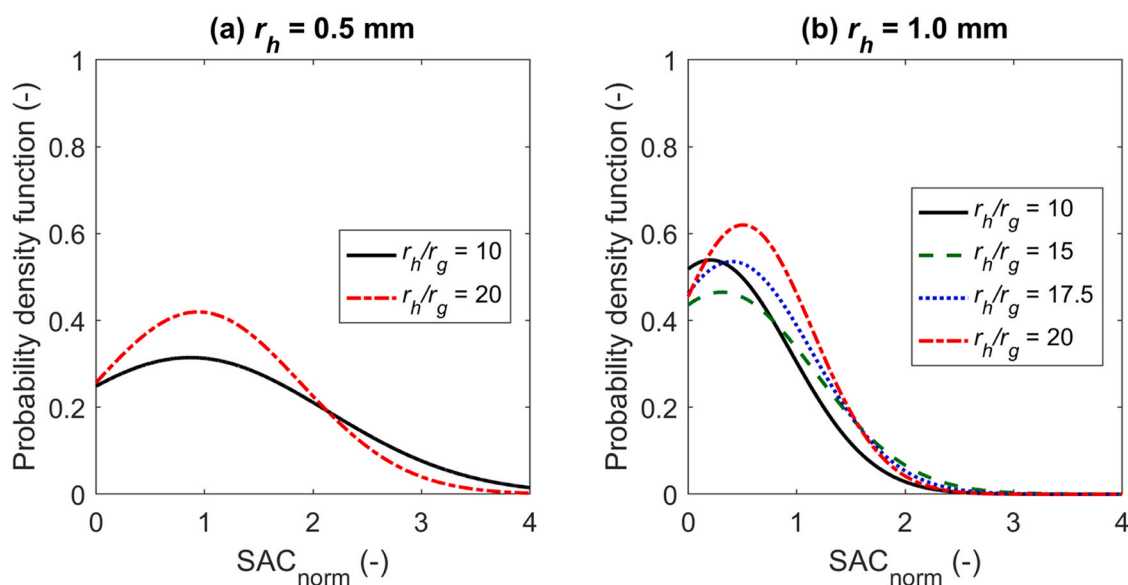 (a) r_h = 0.5 mm
Probability density function (-)
1
0.8
0.6
0.4
0.2
0
0 1 2 3 4
SAC_norm (-)
r_h/r_g = 10
r_h/r_g = 20
(b) r_h = 1.0 mm
Probability density function (-)
1
0.8
0.6
0.4
0.2
0
0 1 2 3 4
SAC_norm (-)
r_h/r_g = 10
r_h/r_g = 15
r_h/r_g = 17.5
r_h/r_g = 20